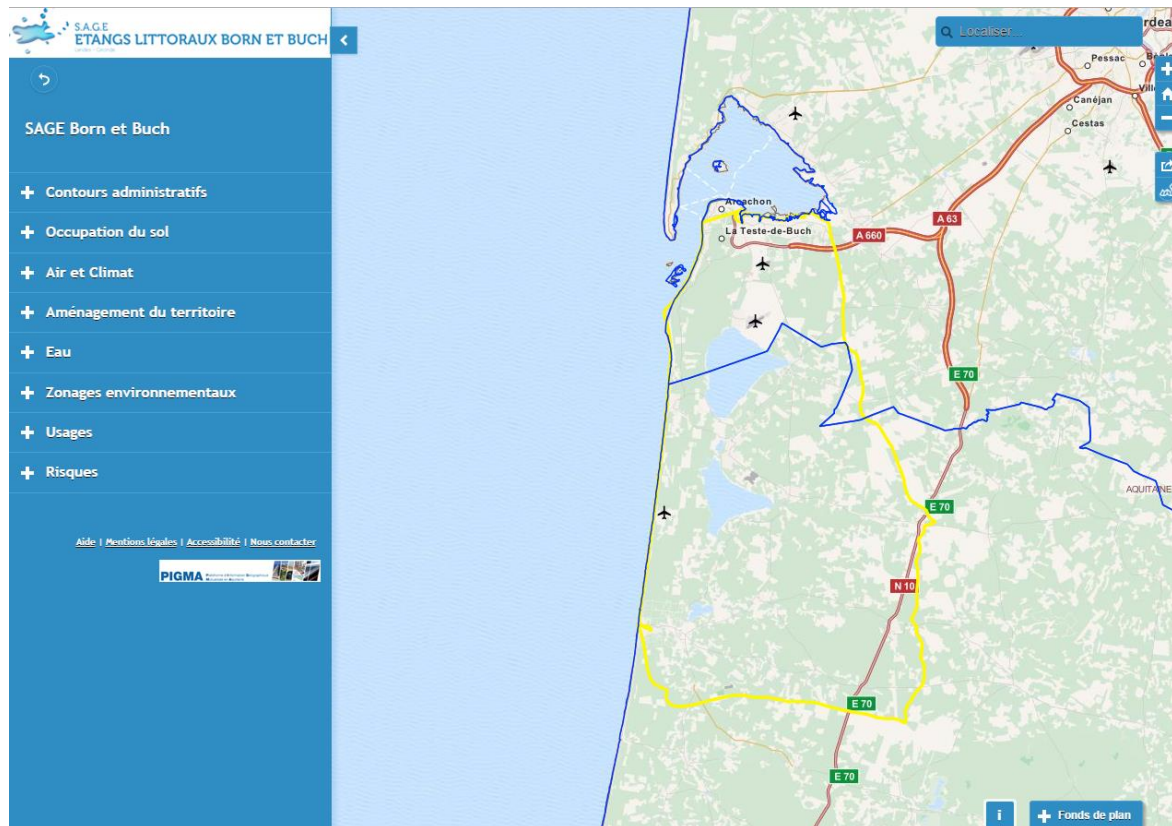 S.A.G.E
ETANGS LITTORAUX BORN ET BUCH
SAGE Born et Buch
+ Contours administratifs
+ Occupation du sol
+ Air et Climat
+ Aménagement du territoire
+ Eau
+ Zonages environnementaux
+ Usages
+ Risques
Aide | Mentions légales | Accessibilité | Nous contacter
PIGMA
Localiser...
Pessac
Canéjan
Cestas
Arcachon
La Teste-de-Buch
A 660
A 63
E 70
AQUITAINE
E 70
N 10
E 70
E 70
i
+ Fonds de plan